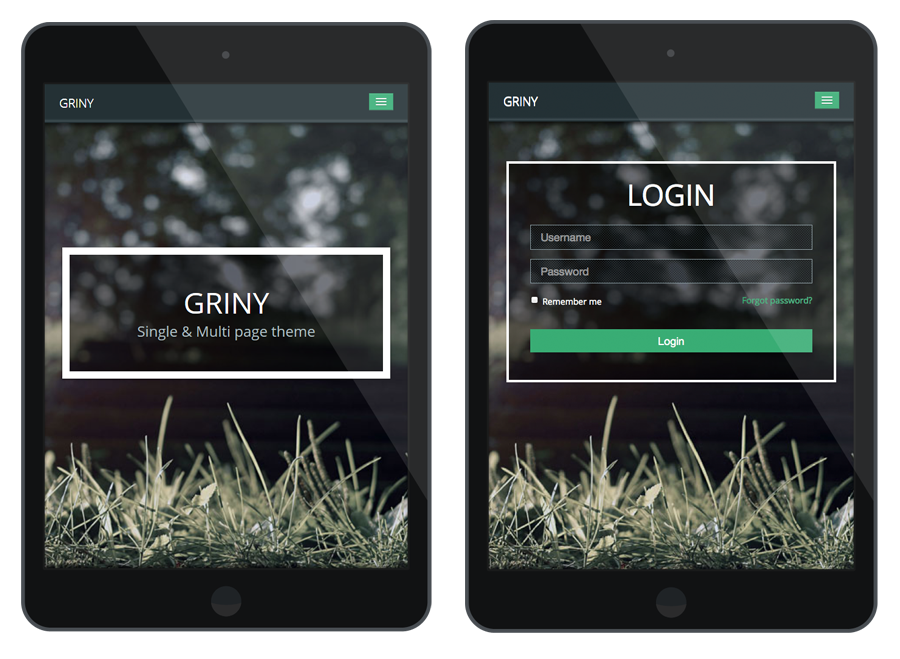 GRINY
GRINY
Single & Multi page theme
GRINY
LOGIN
Username
Password
Remember me
Forgot password?
Login